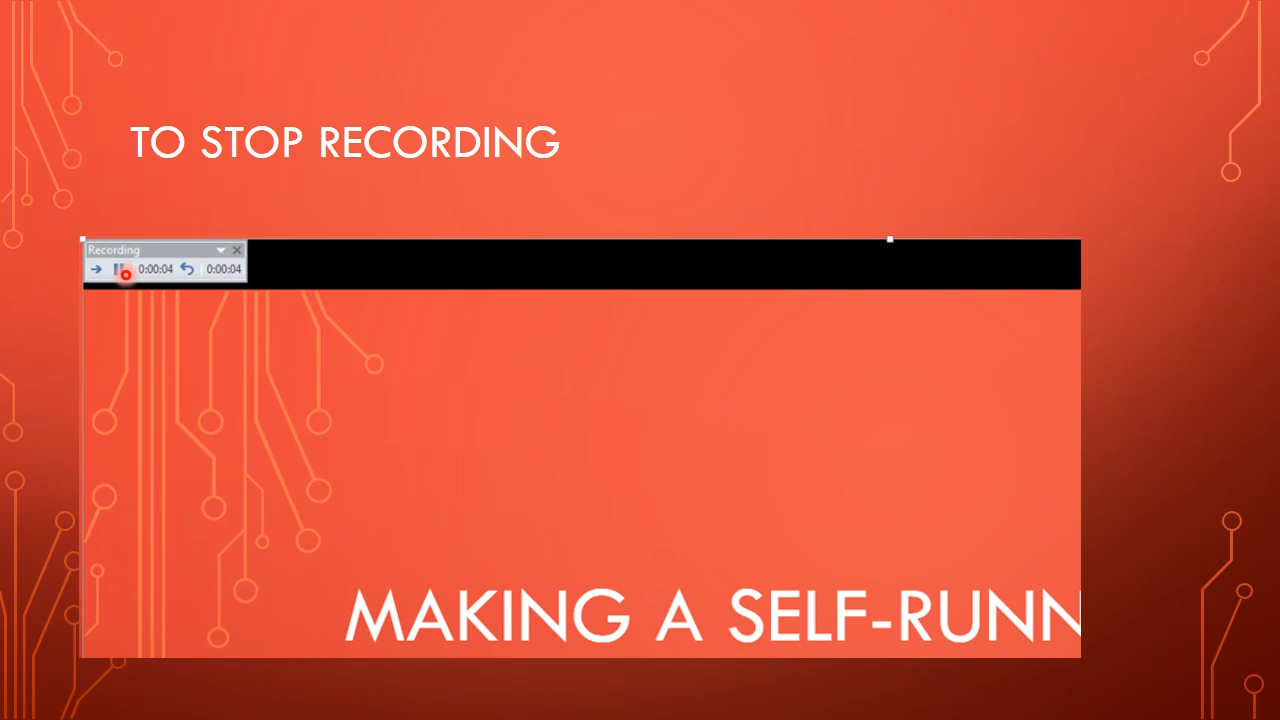 TO STOP RECORDING
Recording
0:00:04 0:00:04
MAKING A SELF-RUNN